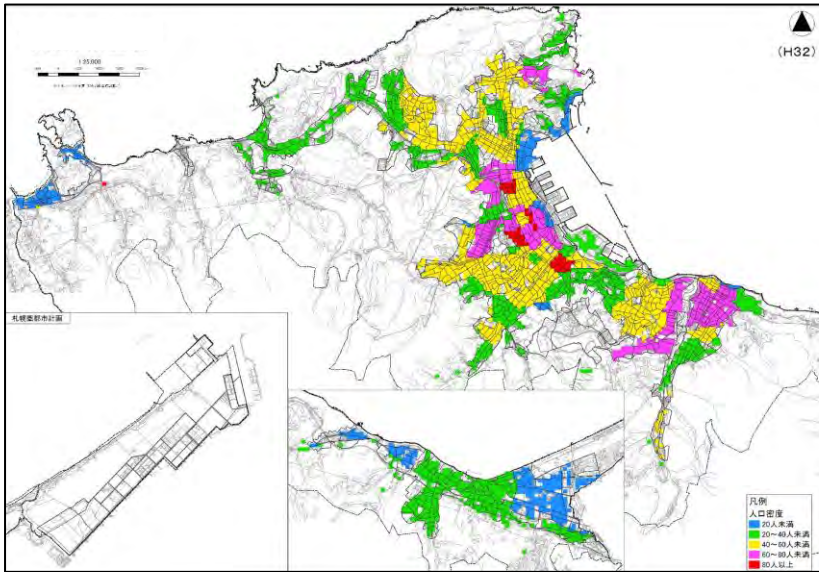 (H32)
1:25,000
札幌圏都市計画
凡例
人口密度
20人未満
20～40人未満
40～60人未満
60～80人未満
80人以上